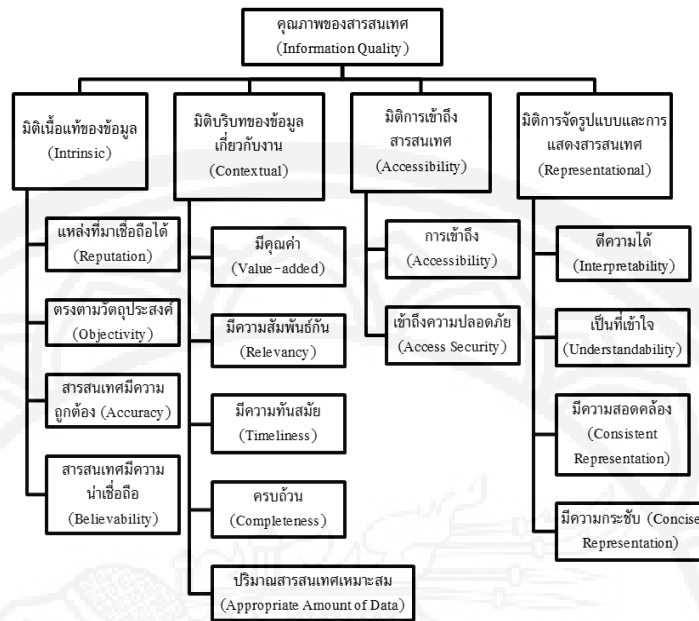 คุณภาพของสารสนเทศ
(Information Quality)
มิติเนื้อแท้ของข้อมูล
(Intrinsic)
แหล่งที่มาเชื่อถือได้
(Reputation)
ตรงตามวัตถุประสงค์
(Objectivity)
สารสนเทศมีความ
ถูกต้อง (Accuracy)
สารสนเทศมีความ
น่าเชื่อถือ
(Believability)
มิติบริบทของข้อมูล
เกี่ยวกับงาน
(Contextual)
มีคุณค่า
(Value-added)
มีความสัมพันธ์กัน
(Relevancy)
มีความทันสมัย
(Timeliness)
ครบถ้วน
(Completeness)
ปริมาณสารสนเทศเหมาะสม
(Appropriate Amount of Data)
มิติการเข้าถึง
สารสนเทศ
(Accessibility)
การเข้าถึง
(Accessibility)
เข้าถึงความปลอดภัย
(Access Security)
มิติการจัดรูปแบบและการ
แสดงสารสนเทศ
(Representational)
ตีความได้
(Interpretability)
เป็นที่เข้าใจ
(Understandability)
มีความสอดคล้อง
(Consistent
Representation)
มีความกระชับ (Concise
Representation)